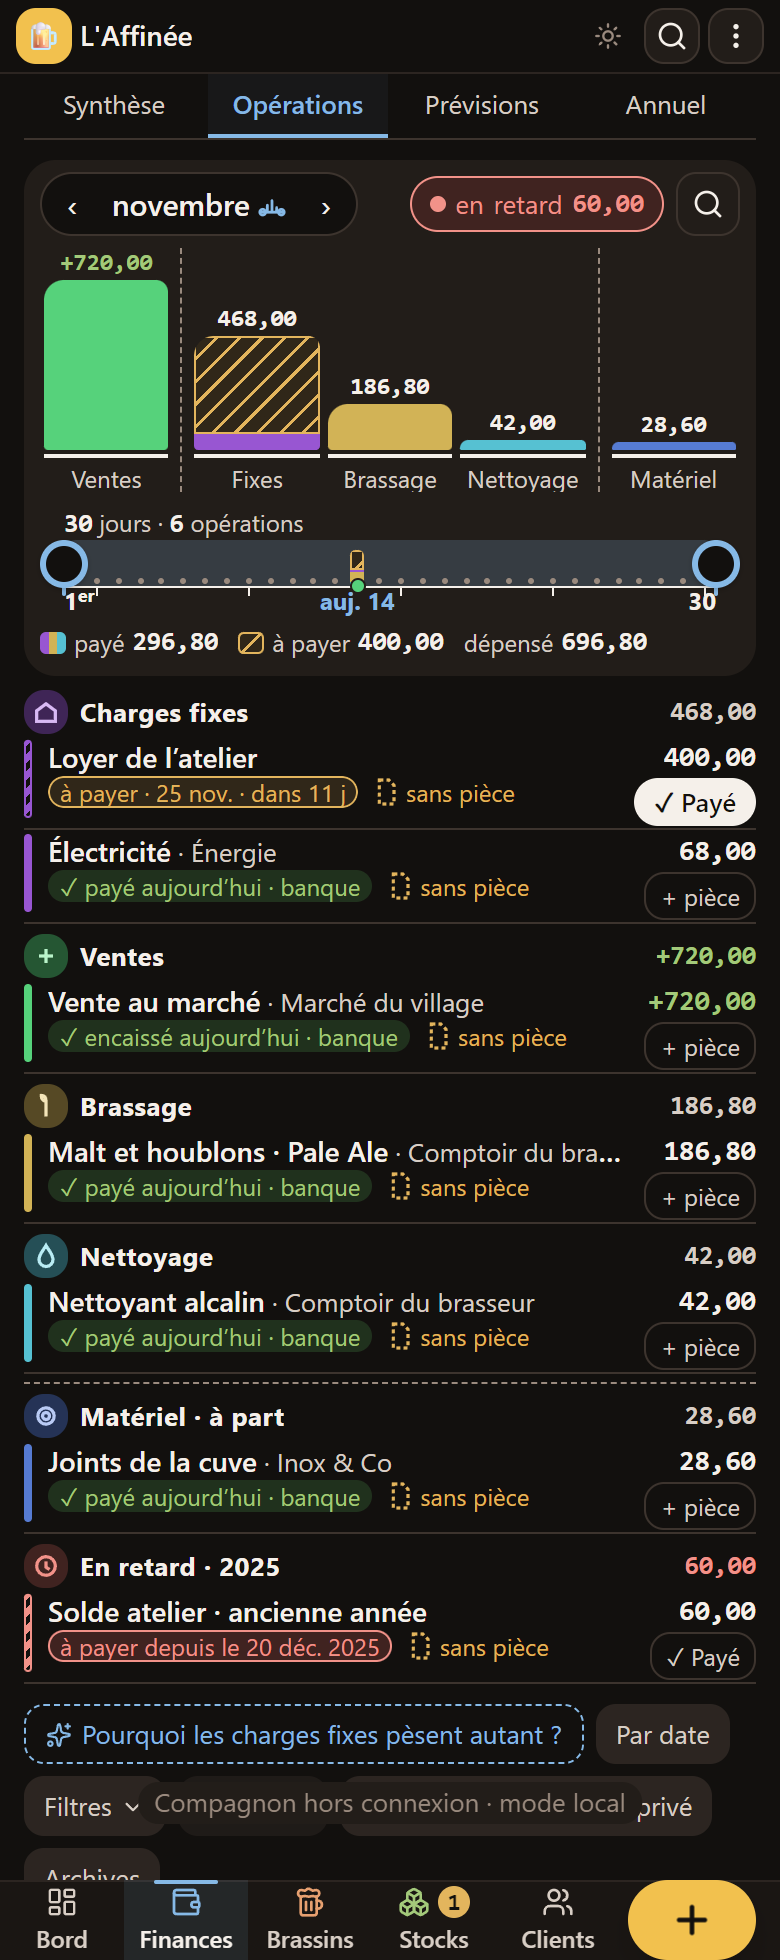 L'Affinée
Synthèse Opérations Prévisions Annuel
‹ novembre › en retard 60,00
+720,00
468,00
186,80
42,00
28,60
Ventes Fixes Brassage Nettoyage Matériel
30 jours · 6 opérations
1er auj. 14 30
payé 296,80 à payer 400,00 dépensé 696,80
Charges fixes 468,00
Loyer de l’atelier 400,00
à payer · 25 nov. · dans 11 j sans pièce ✓ Payé
Électricité · Énergie 68,00
✓ payé aujourd’hui · banque sans pièce + pièce
Ventes +720,00
Vente au marché · Marché du village +720,00
✓ encaissé aujourd’hui · banque sans pièce + pièce
Brassage 186,80
Malt et houblons · Pale Ale · Comptoir du bra... 186,80
✓ payé aujourd’hui · banque sans pièce + pièce
Nettoyage 42,00
Nettoyant alcalin · Comptoir du brasseur 42,00
✓ payé aujourd’hui · banque sans pièce + pièce
Matériel · à part 28,60
Joints de la cuve · Inox & Co 28,60
✓ payé aujourd’hui · banque sans pièce + pièce
En retard · 2025 60,00
Solde atelier · ancienne année 60,00
à payer depuis le 20 déc. 2025 sans pièce ✓ Payé
Pourquoi les charges fixes pèsent autant ? Par date
Filtres Compagnon hors connexion · mode local privé
Archives
Bord Finances Brassins Stocks 1 Clients +